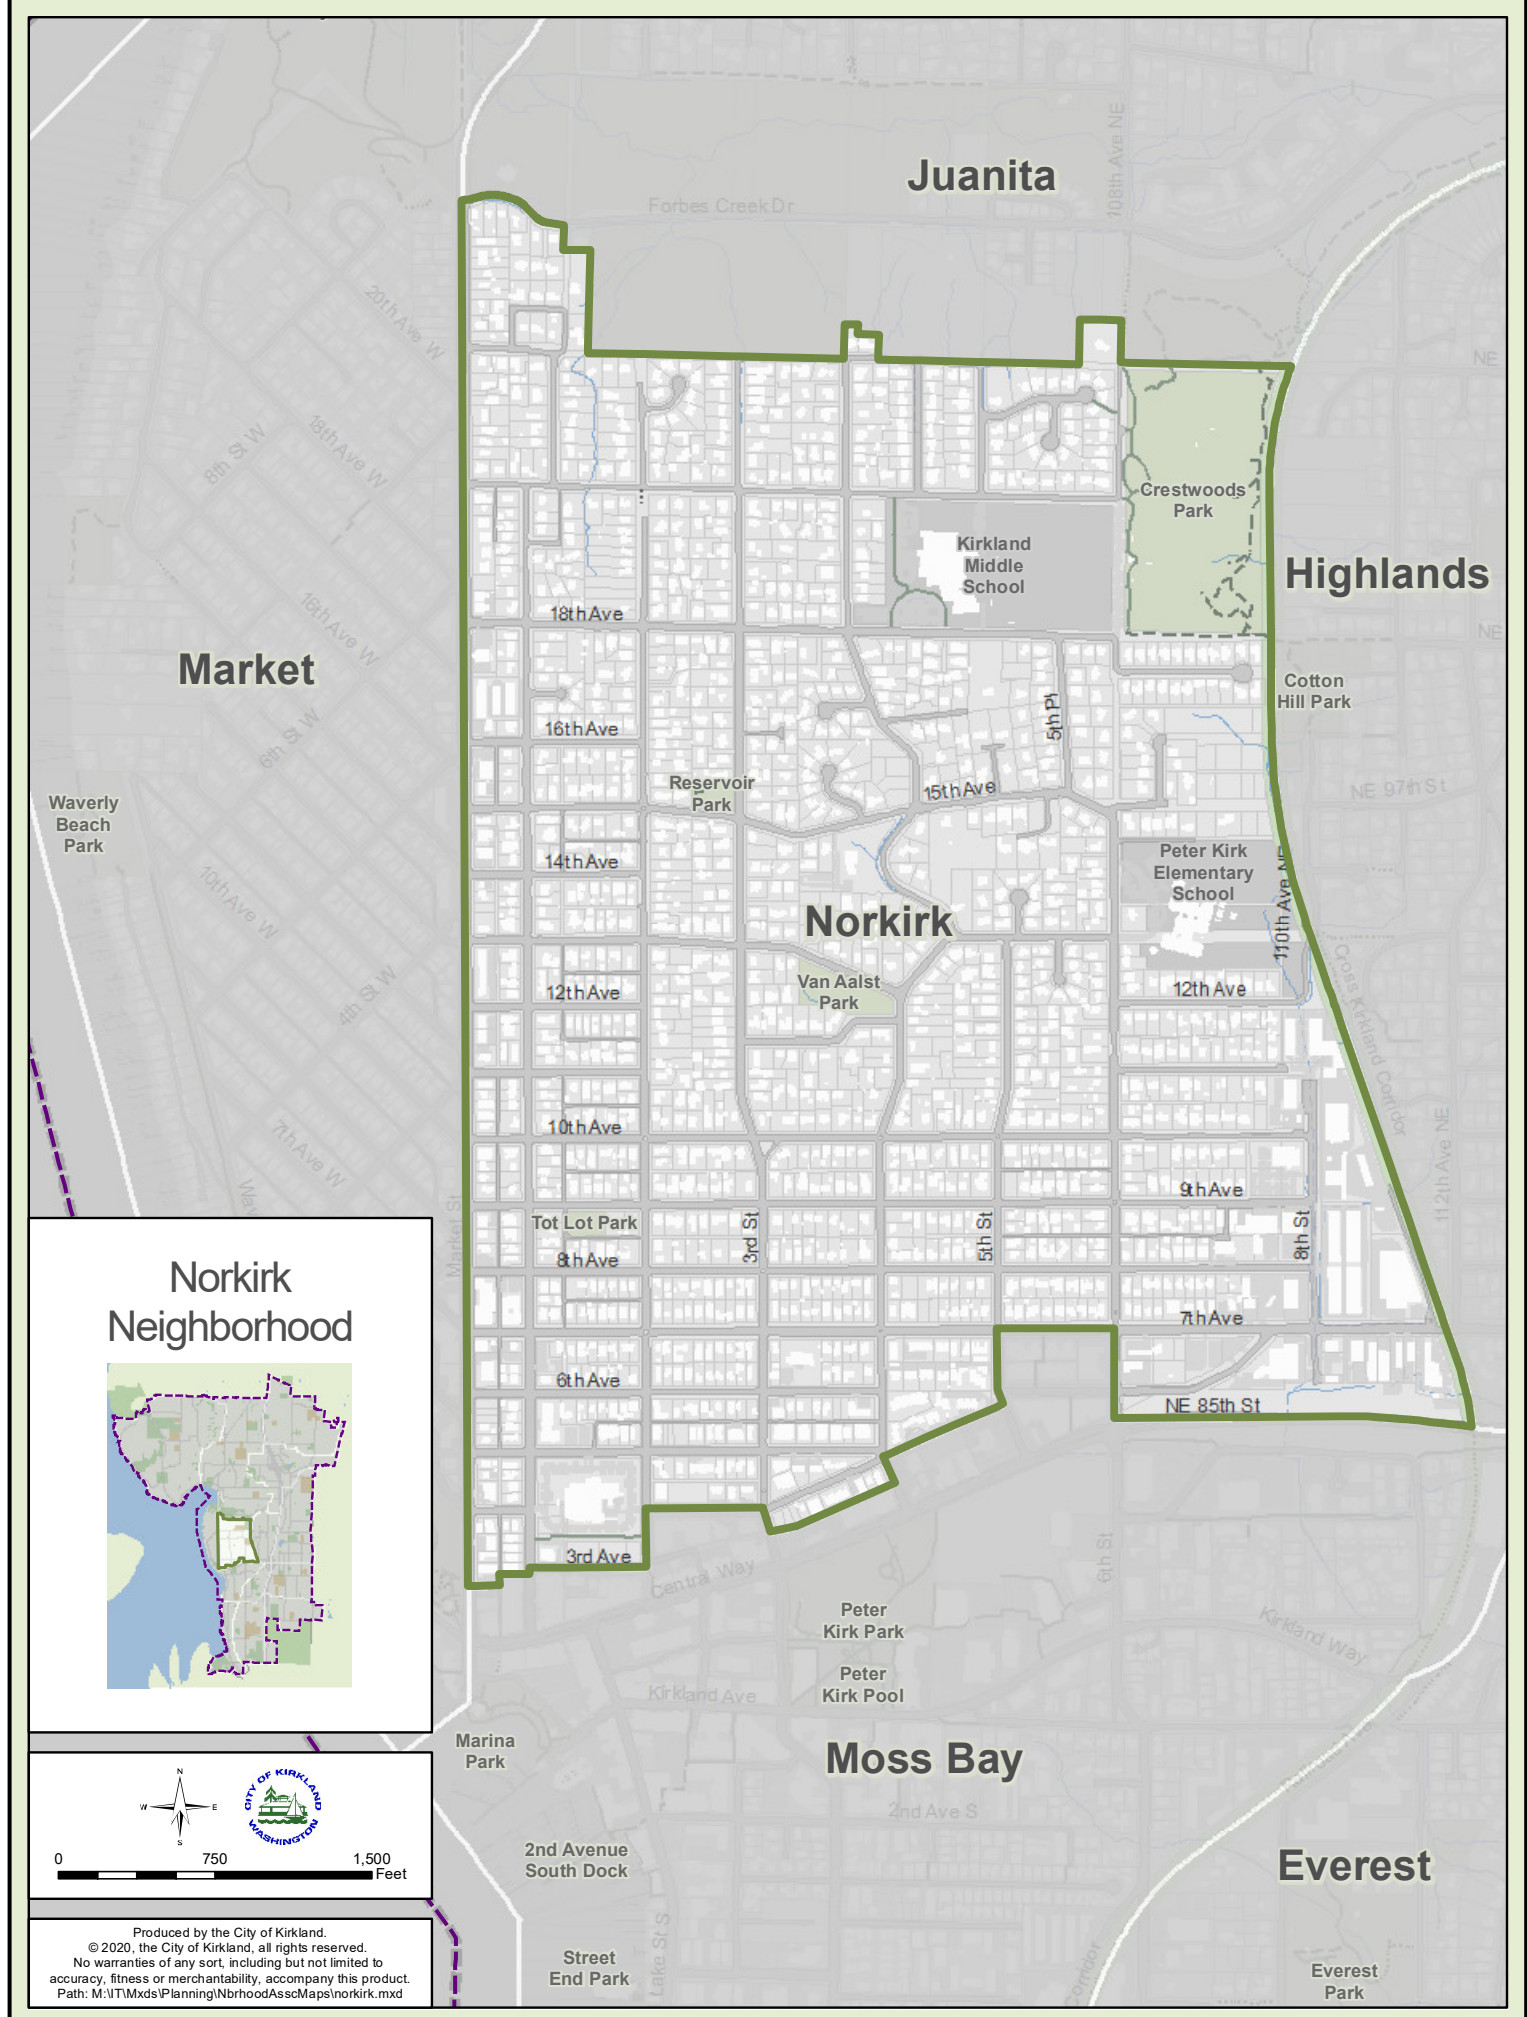 Juanita
108th Ave NE
Forbes Creek Dr
20th Ave W
NE
8th St W
18th Ave W
Crestwoods
Park
Kirkland
Middle
School
Highlands
16th Ave W
18th Ave
NE
Market
Cotton
Hill Park
6th St W
16th Ave
5th Pl
Reservoir
Park
15th Ave
NE 97th St
Waverly
Beach
Park
10th Ave W
14th Ave
Peter Kirk
Elementary
School
110th Ave NE
Norkirk
4th St W
12th Ave
Van Aalst
Park
12th Ave
Cross Kirkland Corridor
7th Ave W
10th Ave
112th Ave NE
9th Ave
Market St
Tot Lot Park
8th Ave
3rd St
5th St
8th St
7th Ave
6th Ave
NE 85th St
3rd Ave
Central Way
6th St
Peter
Kirk Park
Kirkland Way
Peter
Kirk Pool
Kirkland Ave
Marina
Park
Moss Bay
2nd Ave S
2nd Avenue
South Dock
Everest
Lake St S
Street
End Park
Corridor
Everest
Park
Norkirk
Neighborhood
N
W
E
S
CITY OF KIRKLAND
WASHINGTON
0 750 1,500
Feet
Produced by the City of Kirkland.
© 2020, the City of Kirkland, all rights reserved.
No warranties of any sort, including but not limited to
accuracy, fitness or merchantability, accompany this product.
Path: M:\IT\Mxds\Planning\NbrhoodAsscMaps\norkirk.mxd